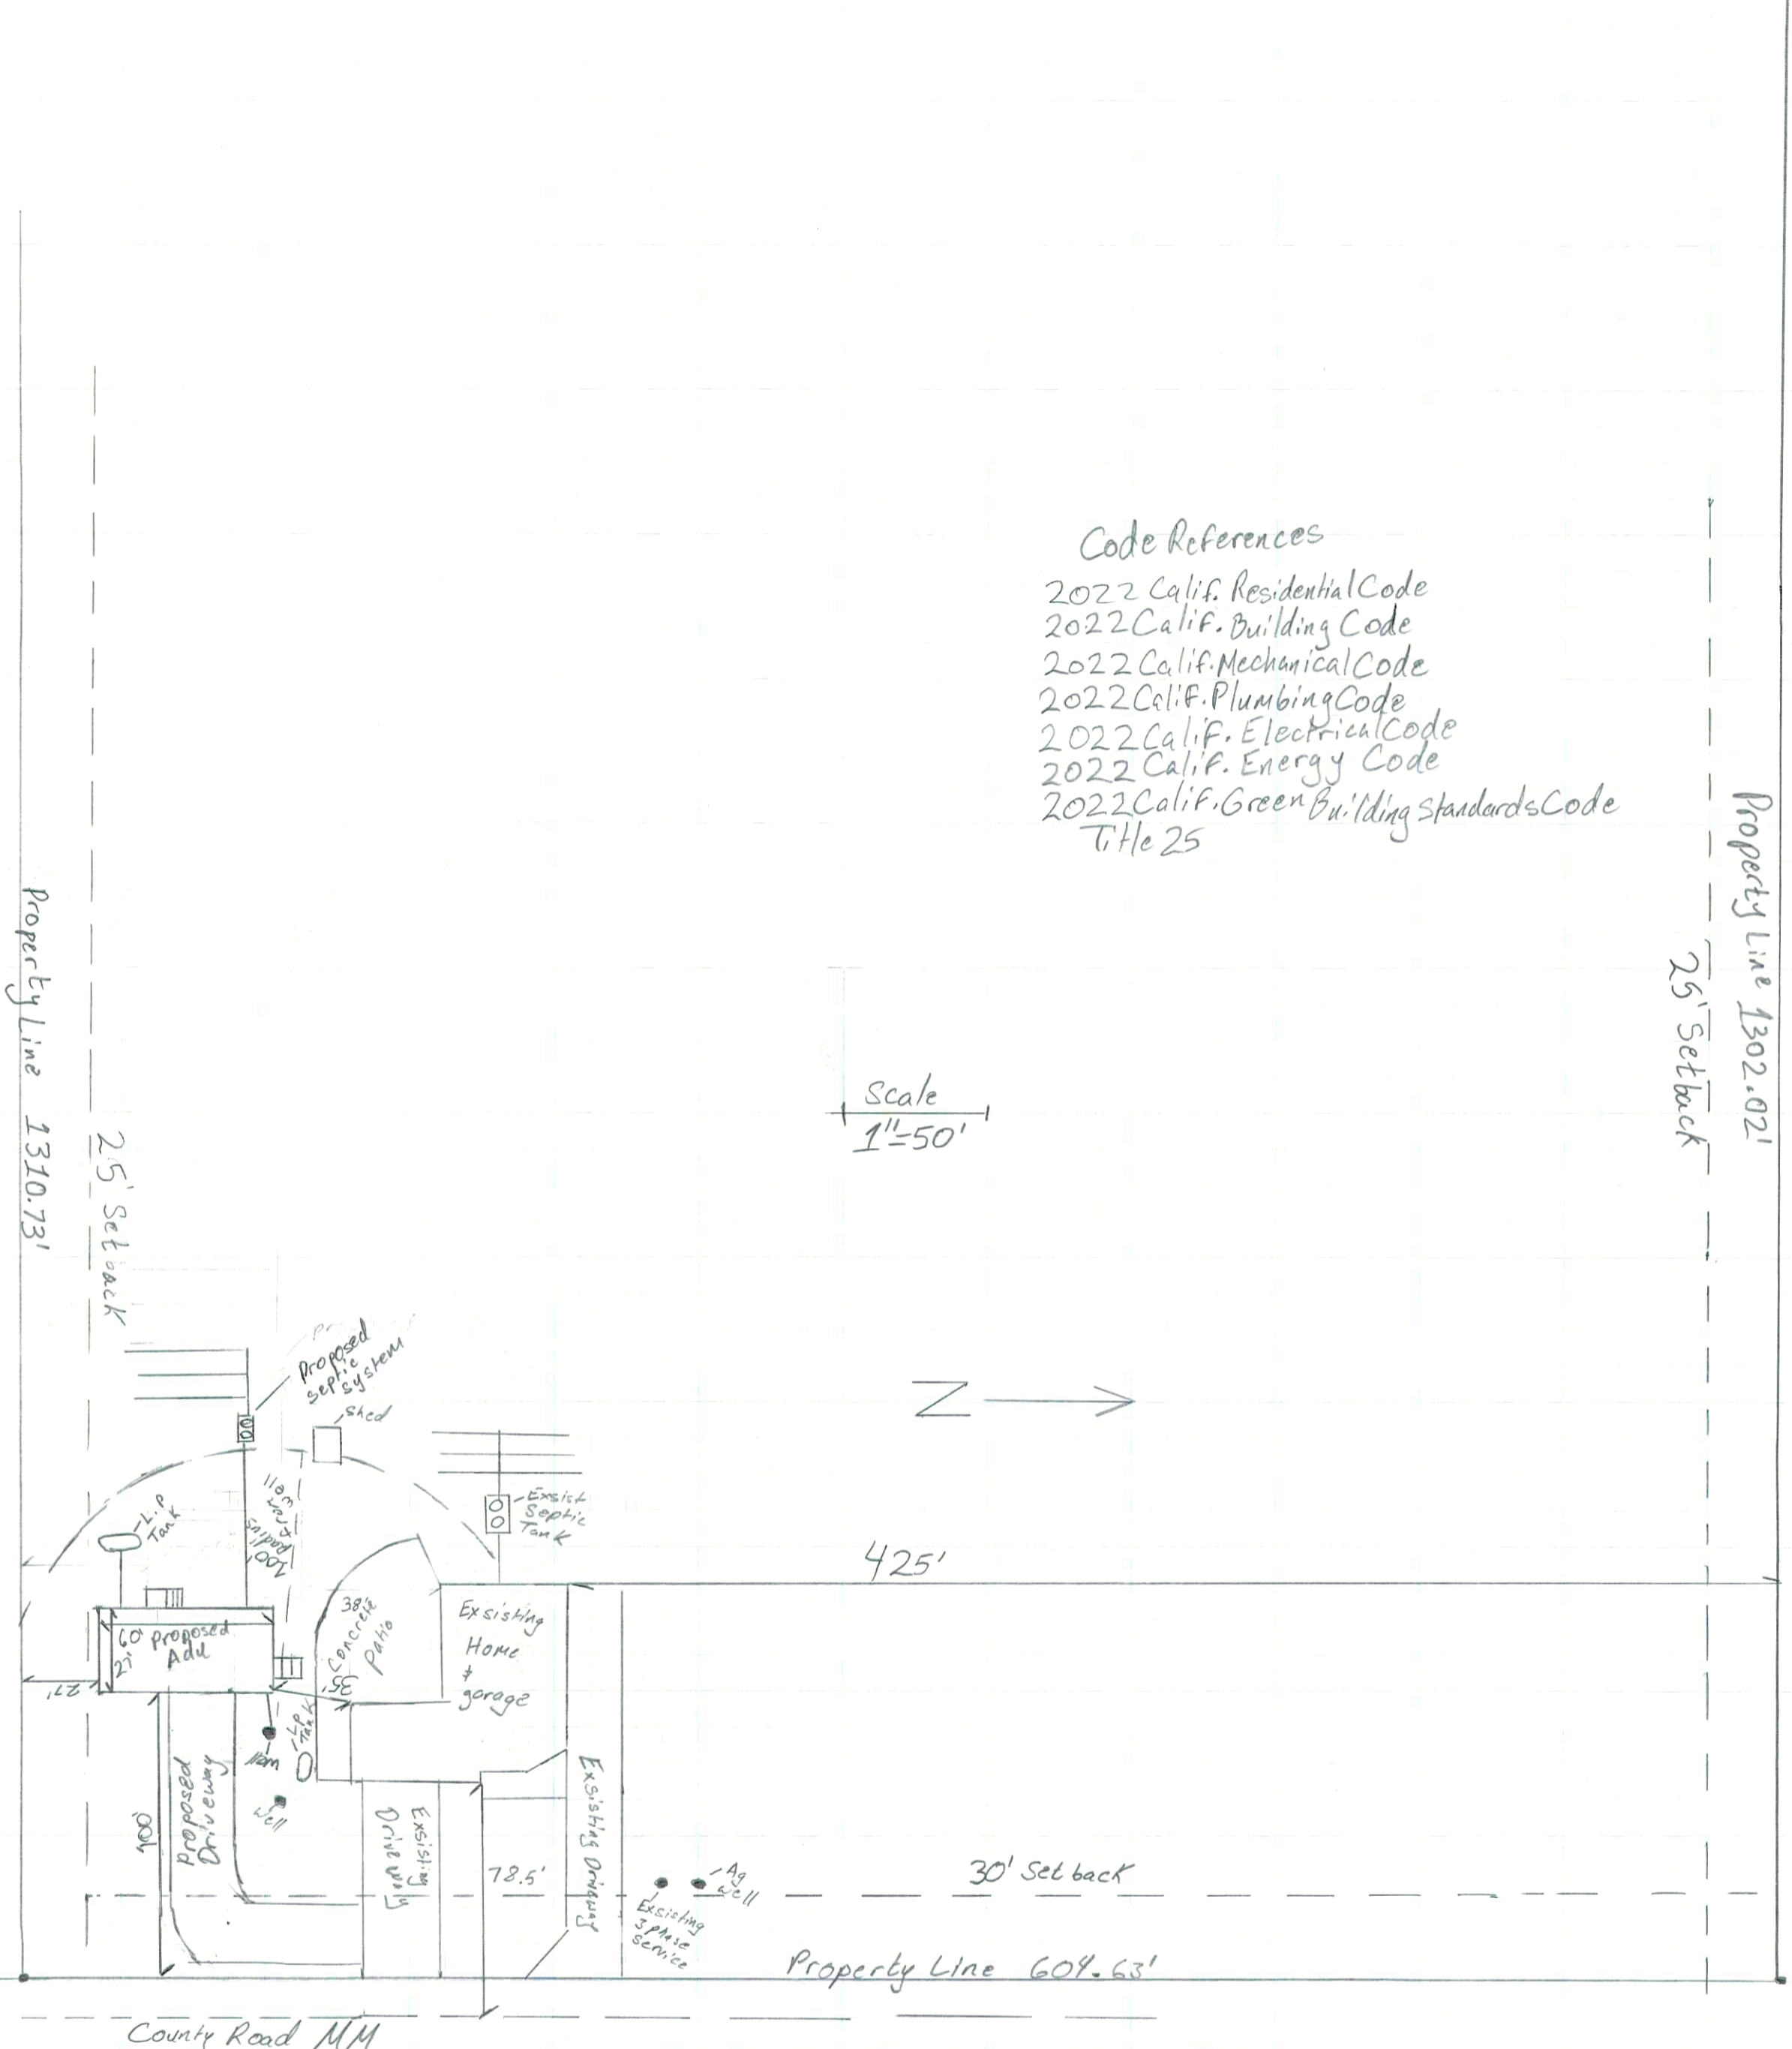 Code References
2022 Calif. Residential Code
2022 Calif. Building Code
2022 Calif. Mechanical Code
2022 Calif. Plumbing Code
2022 Calif. Electrical Code
2022 Calif. Energy Code
2022 Calif. Green Building Standards Code
Title 25
Property Line 1302.02'
25' Setback
Property Line 1310.73'
25' Setback
Scale
1"=50'
N
Proposed
septic
system
Shed
100'
Radius
well
L.P
Tank
Exsist
Septic
Tank
425'
60' proposed
Adu
27'
27'
38'
Concrete
Patio
35'
Exsisting
Home
&
garage
L.P
Tank
Well
Well
Proposed
Driveway
100'
Exsisting
Driveway
78.5'
Exsisting Driveway
Ag
well
Exsisting
3 phase
service
30' Setback
Property Line 604.63'
County Road MM